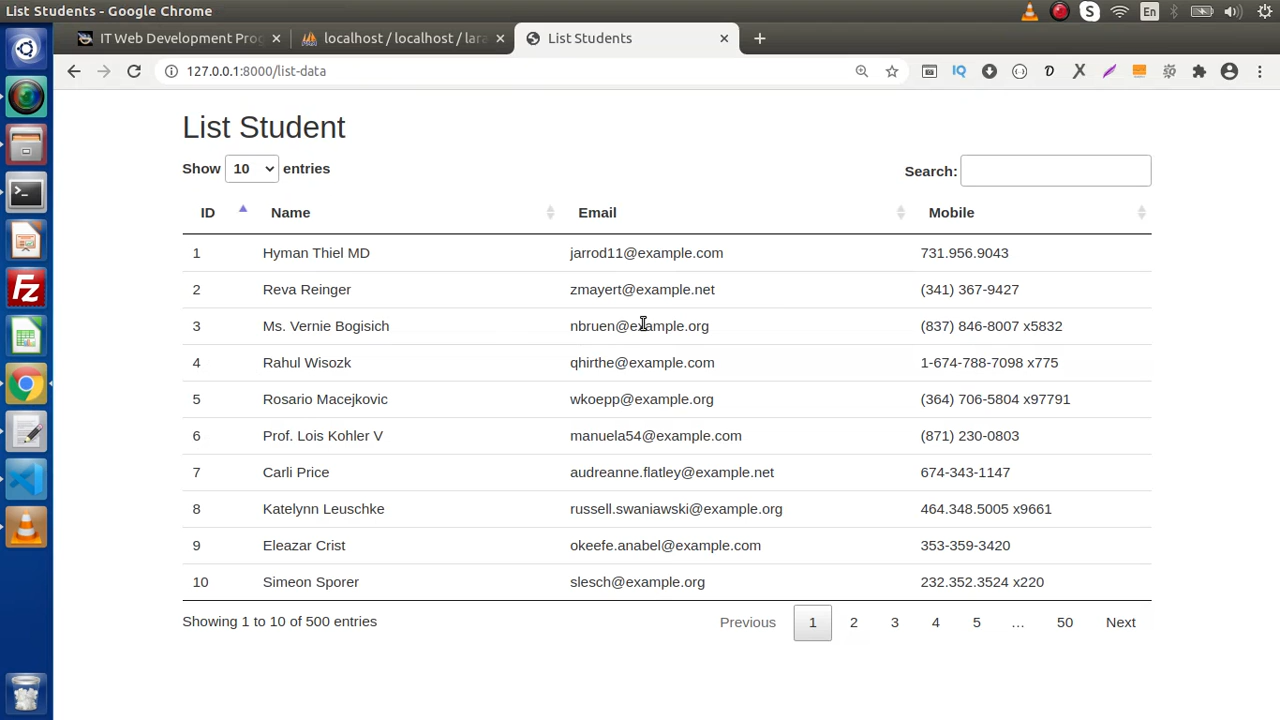 List Students - Google Chrome
S En
IT Web Development Prog
localhost / localhost / lara
List Students
127.0.0.1:8000/list-data
IQ D X
List Student
Show 10 entries Search:
ID Name Email Mobile
1 Hyman Thiel MD jarrod11@example.com 731.956.9043
2 Reva Reinger zmayert@example.net (341) 367-9427
3 Ms. Vernie Bogisich nbruen@example.org (837) 846-8007 x5832
4 Rahul Wisozk qhirthe@example.com 1-674-788-7098 x775
5 Rosario Macejkovic wkoepp@example.org (364) 706-5804 x97791
6 Prof. Lois Kohler V manuela54@example.com (871) 230-0803
7 Carli Price audreanne.flatley@example.net 674-343-1147
8 Katelynn Leuschke russell.swaniawski@example.org 464.348.5005 x9661
9 Eleazar Crist okeefe.anabel@example.com 353-359-3420
10 Simeon Sporer slesch@example.org 232.352.3524 x220
Showing 1 to 10 of 500 entries Previous 1 2 3 4 5 … 50 Next
Fz